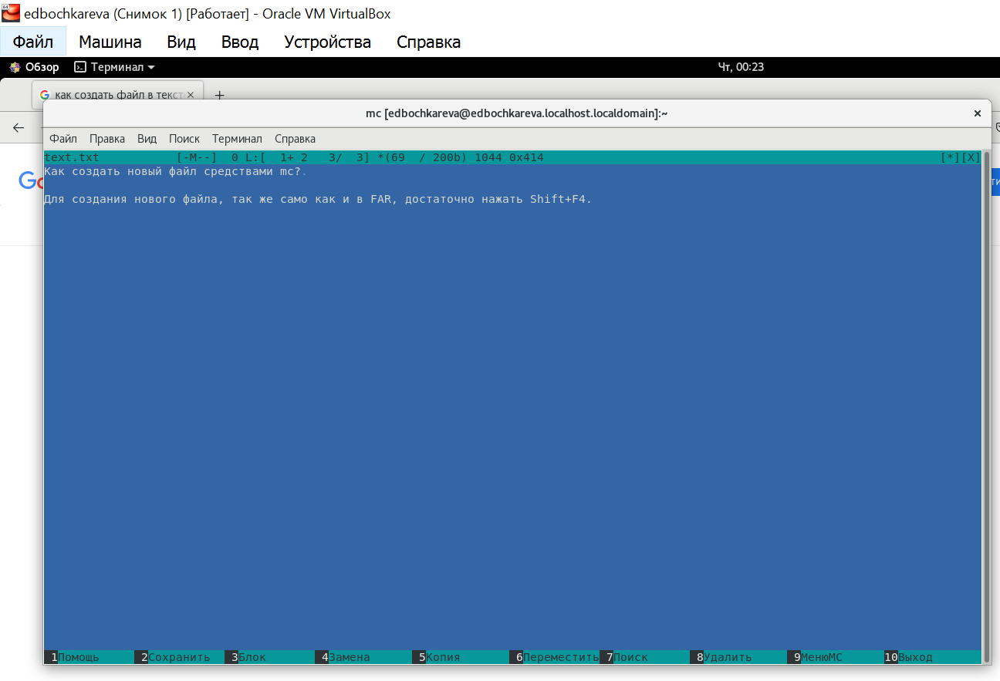 edbochkareva (Снимок 1) [Работает] - Oracle VM VirtualBox
Файл Машина Вид Ввод Устройства Справка
Обзор Терминал Чт, 00:23
как создать файл в текст
mc [edbochkareva@edbochkareva.localhost.localdomain]:~
Файл Правка Вид Поиск Терминал Справка
text.txt [-M--] 0 L:[ 1+ 2 3/ 3] *(69 / 200b) 1044 0x414 [*][X]
Как создать новый файл средствами mc?.
Для создания нового файла, так же само как и в FAR, достаточно нажать Shift+F4.
1Помощь 2Сохранить 3Блок 4Замена 5Копия 6Переместить 7Поиск 8Удалить 9МенюМС 10Выход